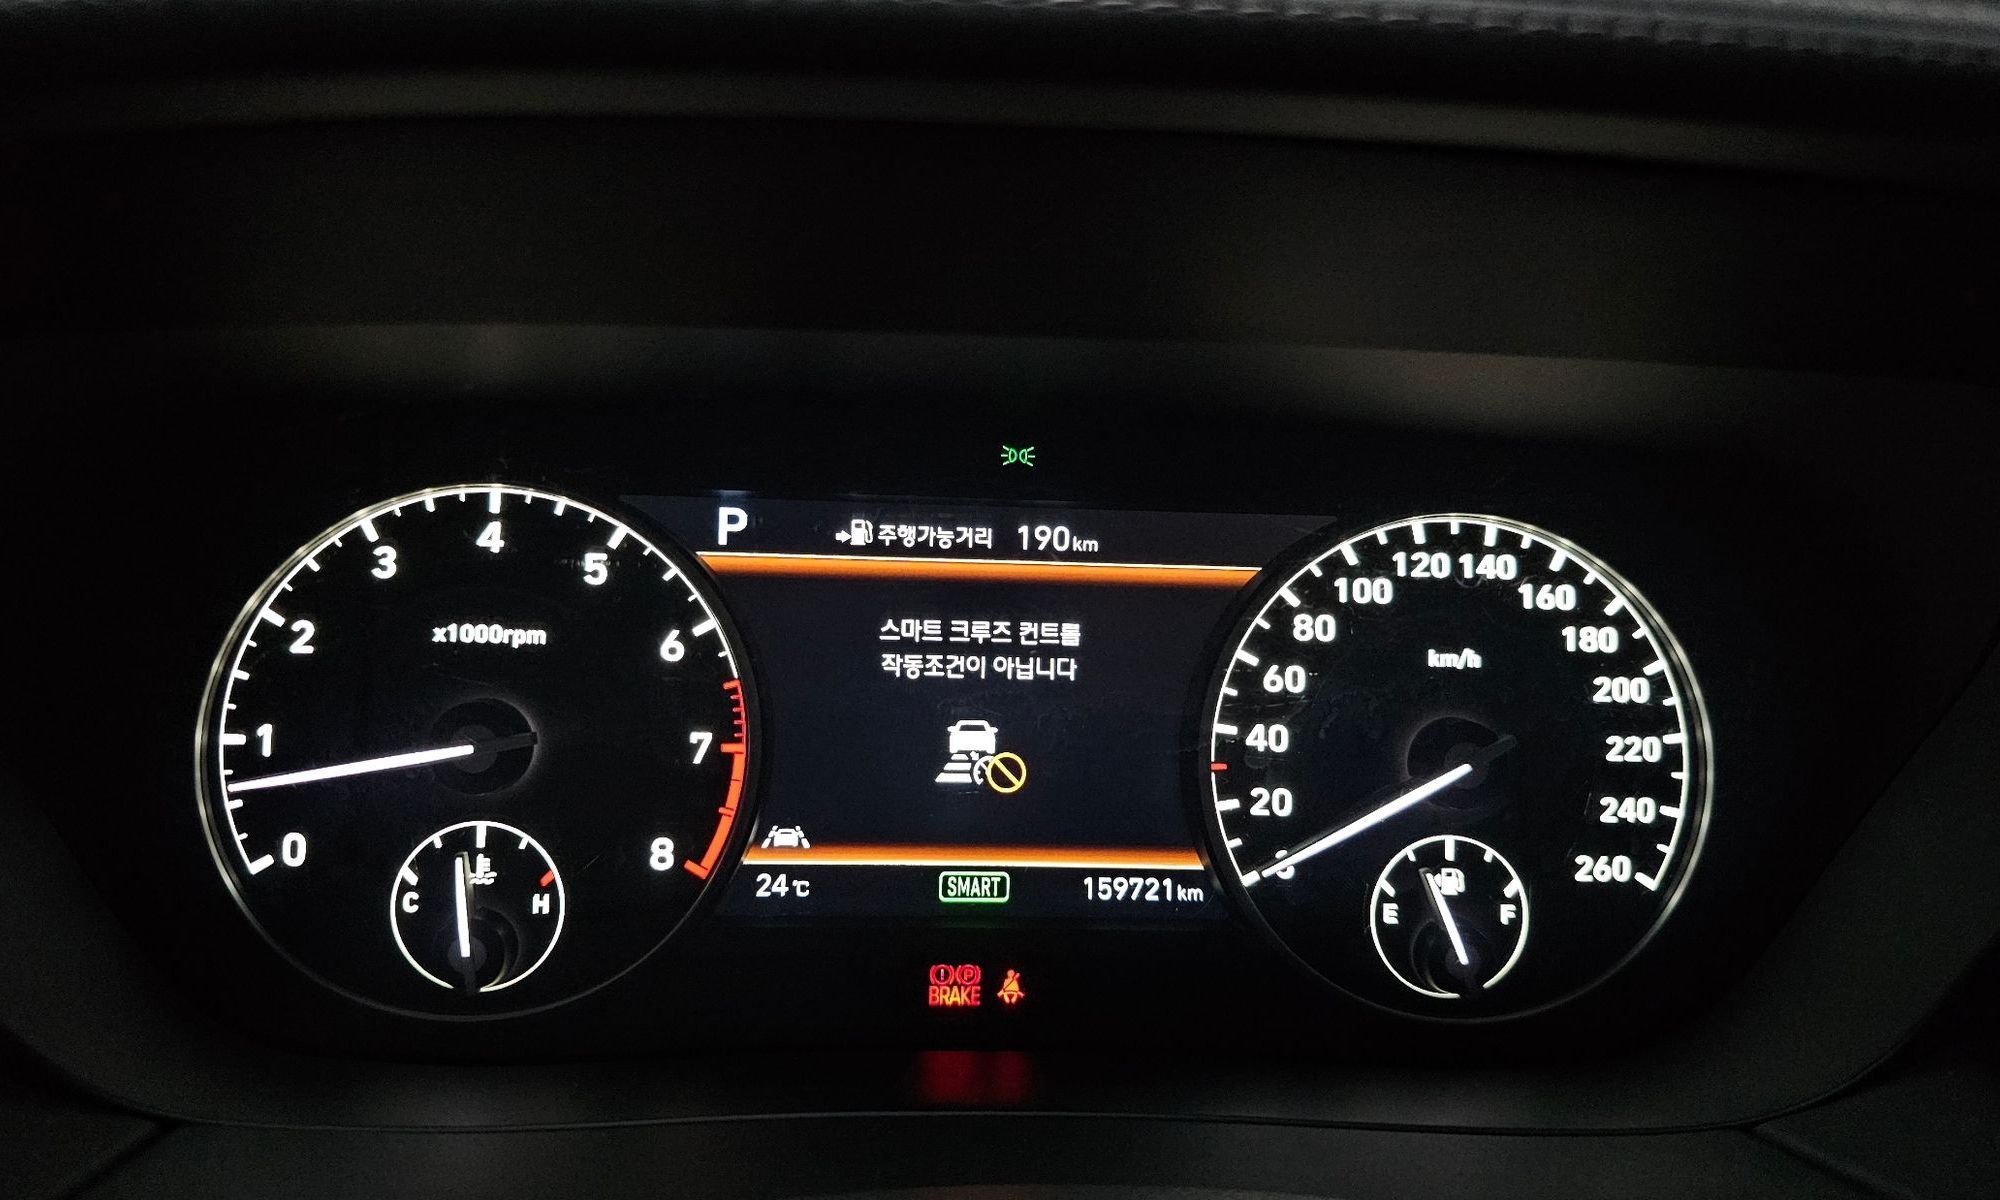 P 주행가능거리 190km
스마트 크루즈 컨트롤
작동조건이 아닙니다
0 1 2 3 4 5 6 7 8
x1000rpm
C H
24℃ SMART 159721km
20 40 60 80 100 120 140 160 180 200 220 240 260
km/h
E F
P
BRAKE